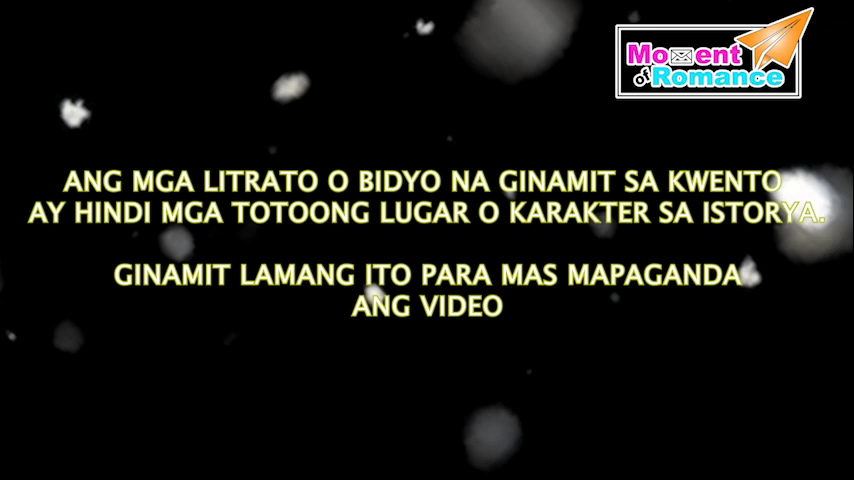 Moment
of Romance
ANG MGA LITRATO O BIDYO NA GINAMIT SA KWENTO
AY HINDI MGA TOTOONG LUGAR O KARAKTER SA ISTORYA.
GINAMIT LAMANG ITO PARA MAS MAPAGANDA
ANG VIDEO